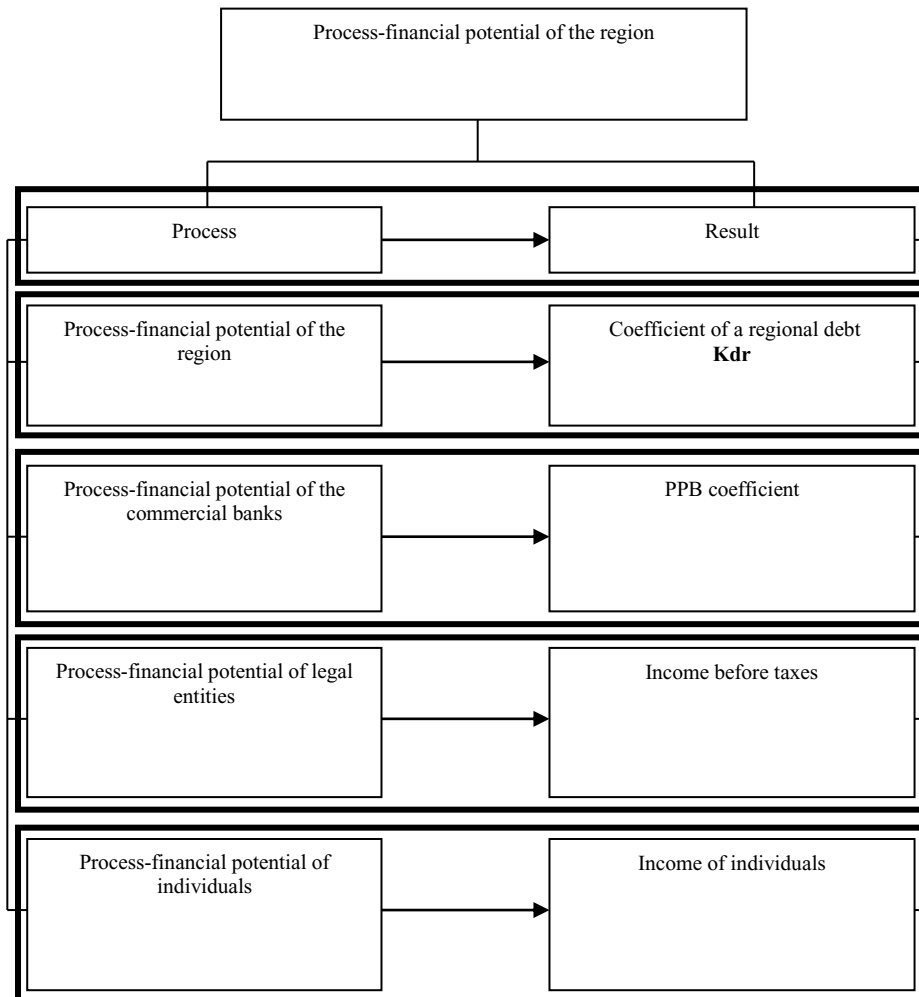 Process-financial potential of the region
Process
Result
Process-financial potential of the
region
Coefficient of a regional debt
Kdr
Process-financial potential of the
commercial banks
PPB coefficient
Process-financial potential of legal
entities
Income before taxes
Process-financial potential of
individuals
Income of individuals